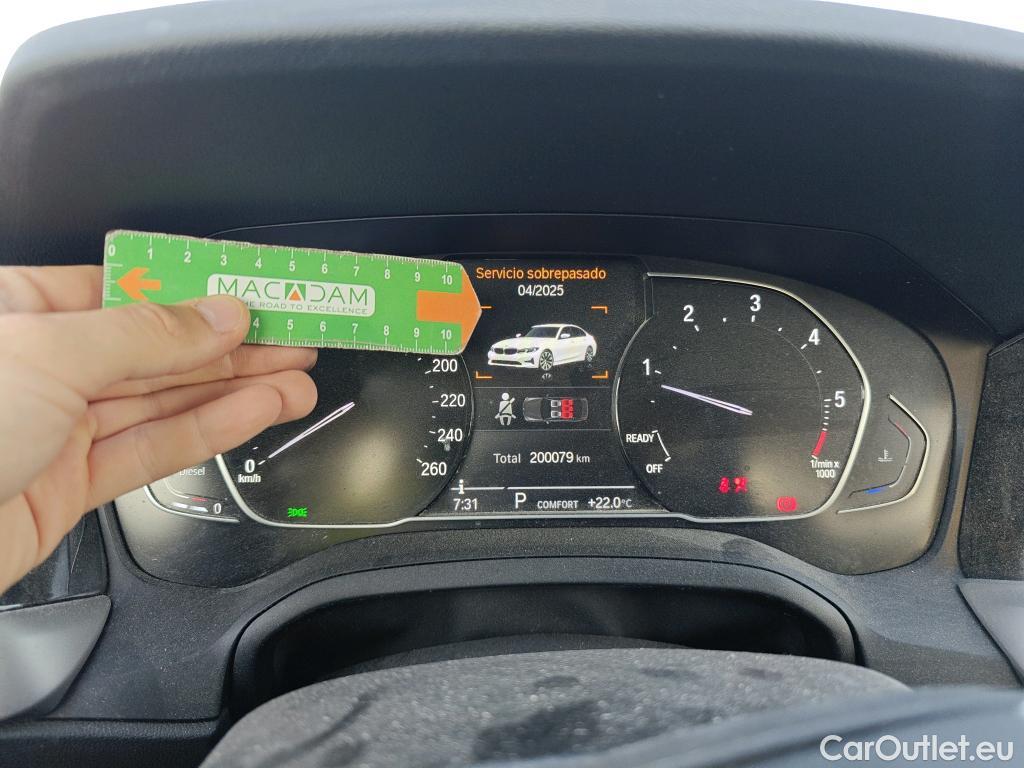 0 1 2 3 4 5 6 7 8 9 10
MACADAM
THE ROAD TO EXCELLENCE
4 5 6 7 8 9 10
Servicio sobrepasado
04/2025
200
220
240
260
0
km/h
Diesel
0
1 2 3 4 5
READY
OFF
1/min x
1000
Total 200079 km
7:31 P COMFORT +22.0°C
CarOutlet.eu